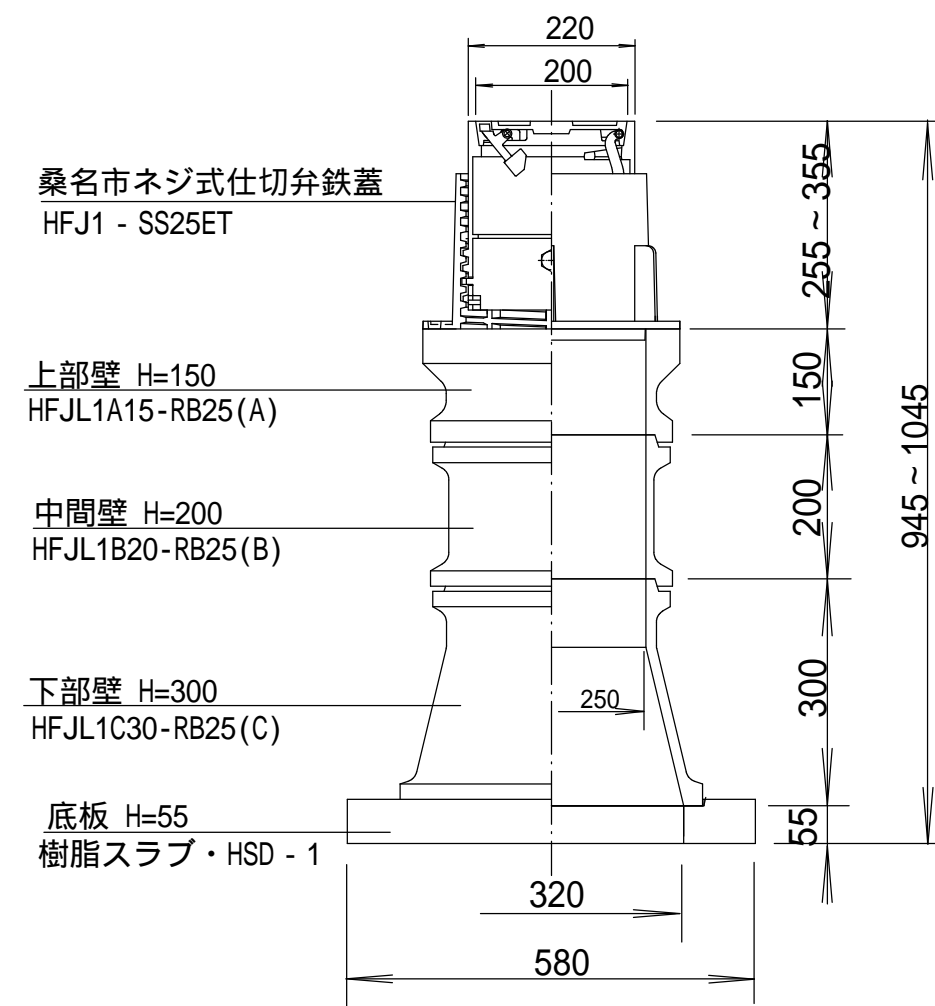 220
200
桑名市ネジ式仕切弁鉄蓋
HFJ1 - SS25ET
255 ~ 355
上部壁 H=150
HFJL1A15-RB25(A)
150
945 ~ 1045
中間壁 H=200
HFJL1B20-RB25(B)
200
下部壁 H=300
HFJL1C30-RB25(C)
250
300
底板 H=55
樹脂スラブ・HSD - 1
55
320
580